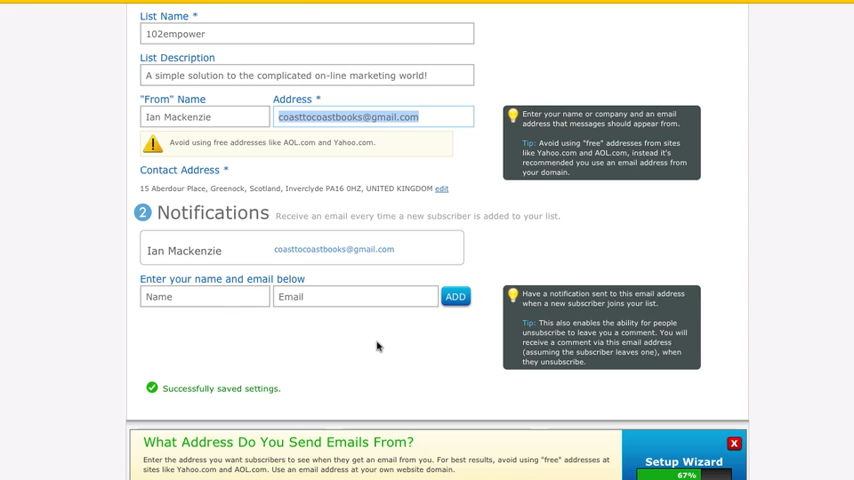 List Name *
102empower
List Description
A simple solution to the complicated on-line marketing world!
"From" Name
Address *
Ian Mackenzie
coasttocoastbooks@gmail.com
Avoid using free addresses like AOL.com and Yahoo.com.
Enter your name or company and an email
address that messages should appear from.
Tip: Avoid using "free" addresses from sites
like Yahoo.com and AOL.com, instead it's
recommended you use an email address from
your domain.
Contact Address *
15 Aberdour Place, Greenock, Scotland, Inverclyde PA16 0HZ, UNITED KINGDOM edit
2 Notifications Receive an email every time a new subscriber is added to your list.
Ian Mackenzie
coasttocoastbooks@gmail.com
Enter your name and email below
Name
Email
ADD
Have a notification sent to this email address
when a new subscriber joins your list.
Tip: This also enables the ability for people
unsubscribe to leave you a comment. You will
receive a comment via this email address
(assuming the subscriber leaves one), when
they unsubscribe.
Successfully saved settings.
What Address Do You Send Emails From?
Enter the address you want subscribers to see when they get an email from you. For best results, avoid using "free" addresses at
sites like Yahoo.com and AOL.com. Use an email address at your own website domain.
X
Setup Wizard
67%